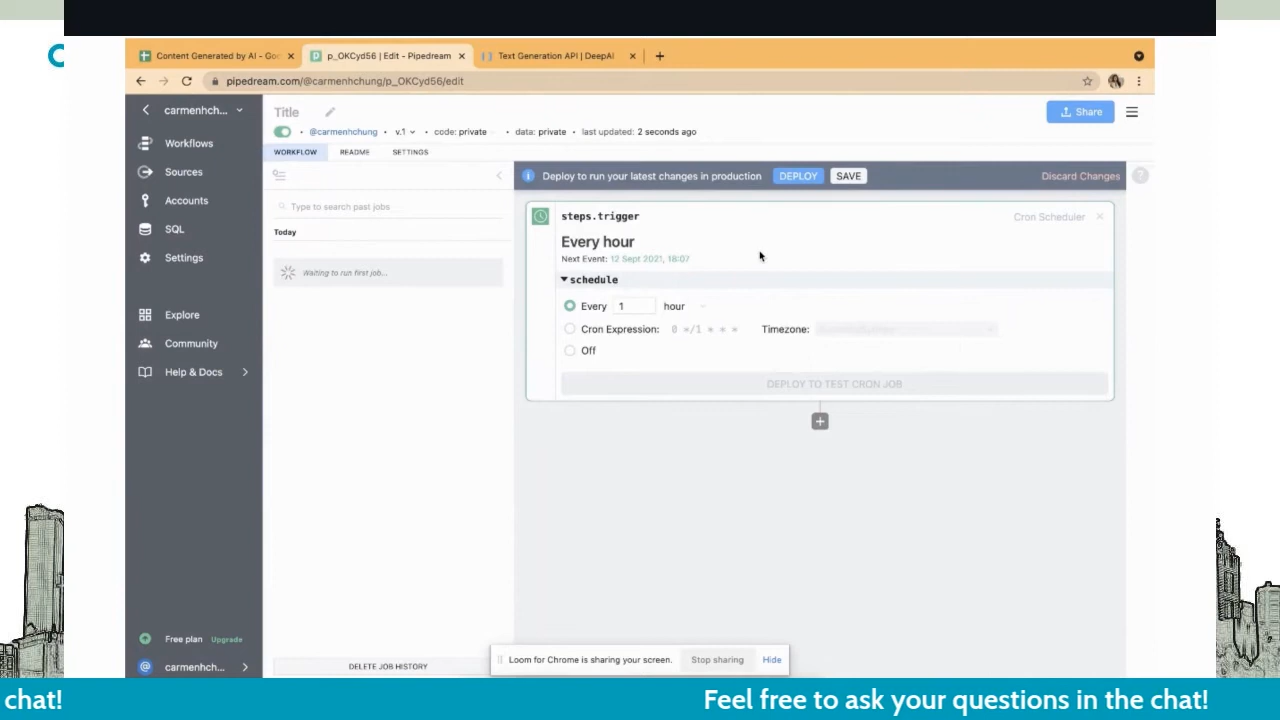 Content Generated by AI - Goo
p_OKCyd56 | Edit - Pipedream
Text Generation API | DeepAI
pipedream.com/@carmenhchung/p_OKCyd56/edit
carmenhch...
Workflows
Sources
Accounts
SQL
Settings
Explore
Community
Help & Docs
Free plan Upgrade
carmenhch...
Title
Share
• @carmenhchung • v.1 • code: private • data: private • last updated: 2 seconds ago
WORKFLOW README SETTINGS
Type to search past jobs
Today
Waiting to run first job...
DELETE JOB HISTORY
Deploy to run your latest changes in production DEPLOY SAVE Discard Changes
steps.trigger Cron Scheduler
Every hour
Next Event: 12 Sept 2021, 18:07
schedule
Every 1 hour
Cron Expression: 0 */1 * * * Timezone:
Off
DEPLOY TO TEST CRON JOB
Loom for Chrome is sharing your screen. Stop sharing Hide
chat! Feel free to ask your questions in the chat!